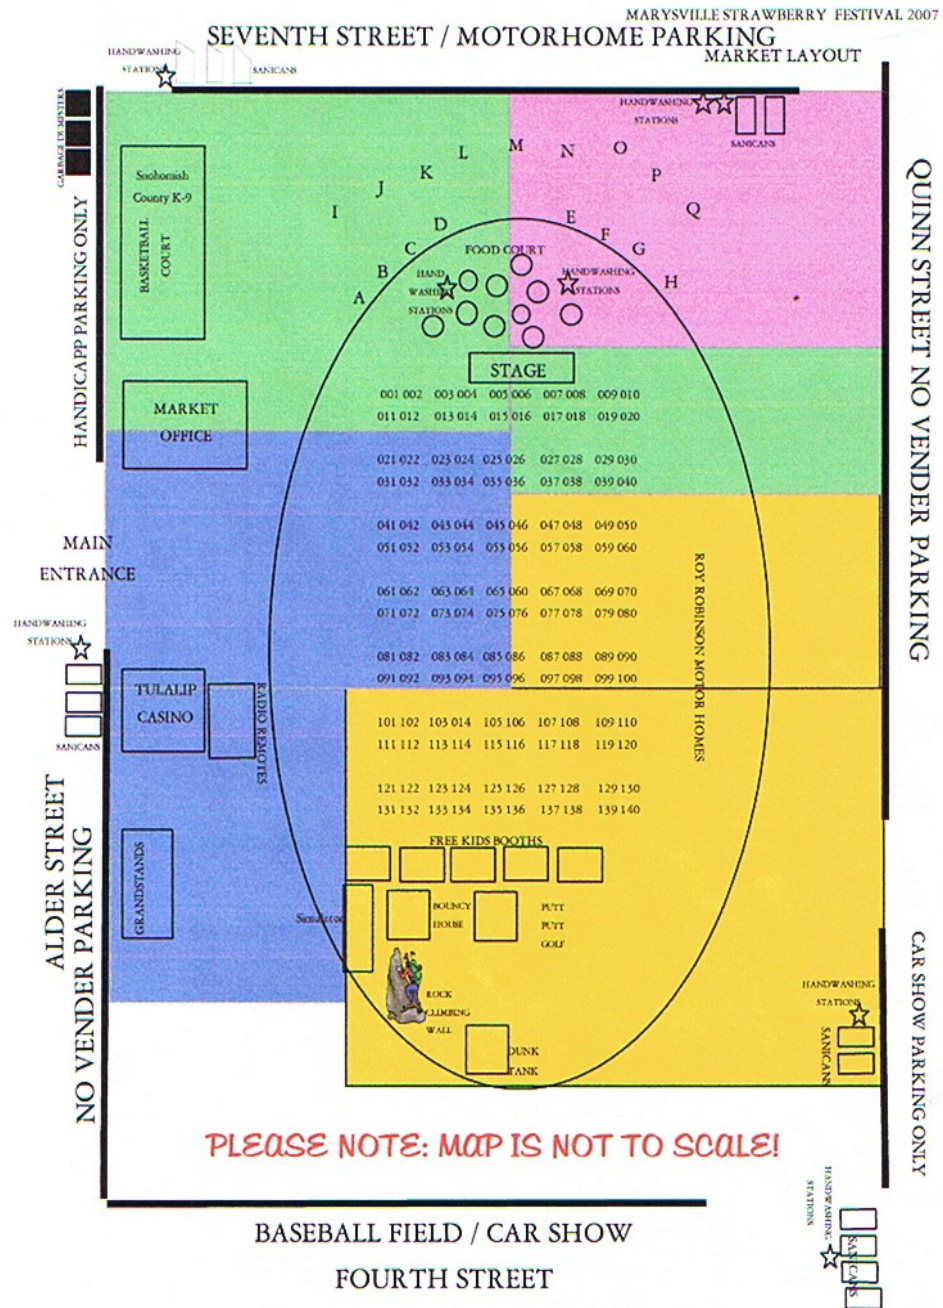 MARYSVILLE STRAWBERRY FESTIVAL 2007
SEVENTH STREET / MOTORHOME PARKING
MARKET LAYOUT
HANDWASHING
STATIONS
SANICANS
HANDWASHING
STATIONS
SANICANS
GARBAGE DUMPSTERS
HANDICAPP PARKING ONLY
QUINN STREET NO VENDER PARKING
Snohomish
County K-9
BASKETBALL
COURT
I
J
K
L
M
N
O
P
Q
A
B
C
D
E
F
G
H
FOOD COURT
HAND
WASHING
STATIONS
HANDWASHING
STATIONS
STAGE
MARKET
OFFICE
001 002 003 004 005 006 007 008 009 010
011 012 013 014 015 016 017 018 019 020
021 022 023 024 025 026 027 028 029 030
031 032 033 034 035 036 037 038 039 040
041 042 043 044 045 046 047 048 049 050
051 052 053 054 055 056 057 058 059 060
061 062 063 064 065 060 067 068 069 070
071 072 073 074 075 076 077 078 079 080
081 082 083 084 085 086 087 088 089 090
091 092 093 094 095 096 097 098 099 100
101 102 103 014 105 106 107 108 109 110
111 112 113 114 115 116 117 118 119 120
121 122 123 124 125 126 127 128 129 130
131 132 133 134 135 136 137 138 139 140
MAIN
ENTRANCE
HANDWASHING
STATIONS
SANICANS
TULALIP
CASINO
RADIO REMOTES
ROY ROBINSON MOTOR HOMES
ALDER STREET
NO VENDER PARKING
GRANDSTANDS
FREE KIDS BOOTHS
BOUNCY
HOUSE
PUTT
PUTT
GOLF
ROCK
CLIMBING
WALL
DUNK
TANK
HANDWASHING
STATIONS
SANICANS
CAR SHOW PARKING ONLY
PLEASE NOTE: MAP IS NOT TO SCALE!
HANDWASHING
STATIONS
SANICANS
BASEBALL FIELD / CAR SHOW
FOURTH STREET